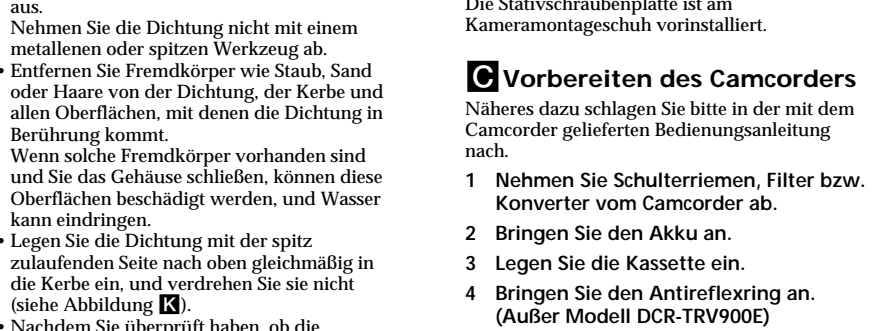 aus.
Nehmen Sie die Dichtung nicht mit einem
metallenen oder spitzen Werkzeug ab.
• Entfernen Sie Fremdkörper wie Staub, Sand
oder Haare von der Dichtung, der Kerbe und
allen Oberflächen, mit denen die Dichtung in
Berührung kommt.
Wenn solche Fremdkörper vorhanden sind
und Sie das Gehäuse schließen, können diese
Oberflächen beschädigt werden, und Wasser
kann eindringen.
• Legen Sie die Dichtung mit der spitz
zulaufenden Seite nach oben gleichmäßig in
die Kerbe ein, und verdrehen Sie sie nicht
(siehe Abbildung K).
• Nachdem Sie überprüft haben, ob die
Die Stativschraubenplatte ist am
Kameramontageschuh vorinstalliert.
C Vorbereiten des Camcorders
Näheres dazu schlagen Sie bitte in der mit dem
Camcorder gelieferten Bedienungsanleitung
nach.
1 Nehmen Sie Schulterriemen, Filter bzw.
Konverter vom Camcorder ab.
2 Bringen Sie den Akku an.
3 Legen Sie die Kassette ein.
4 Bringen Sie den Antireflexring an.
(Außer Modell DCR-TRV900E)